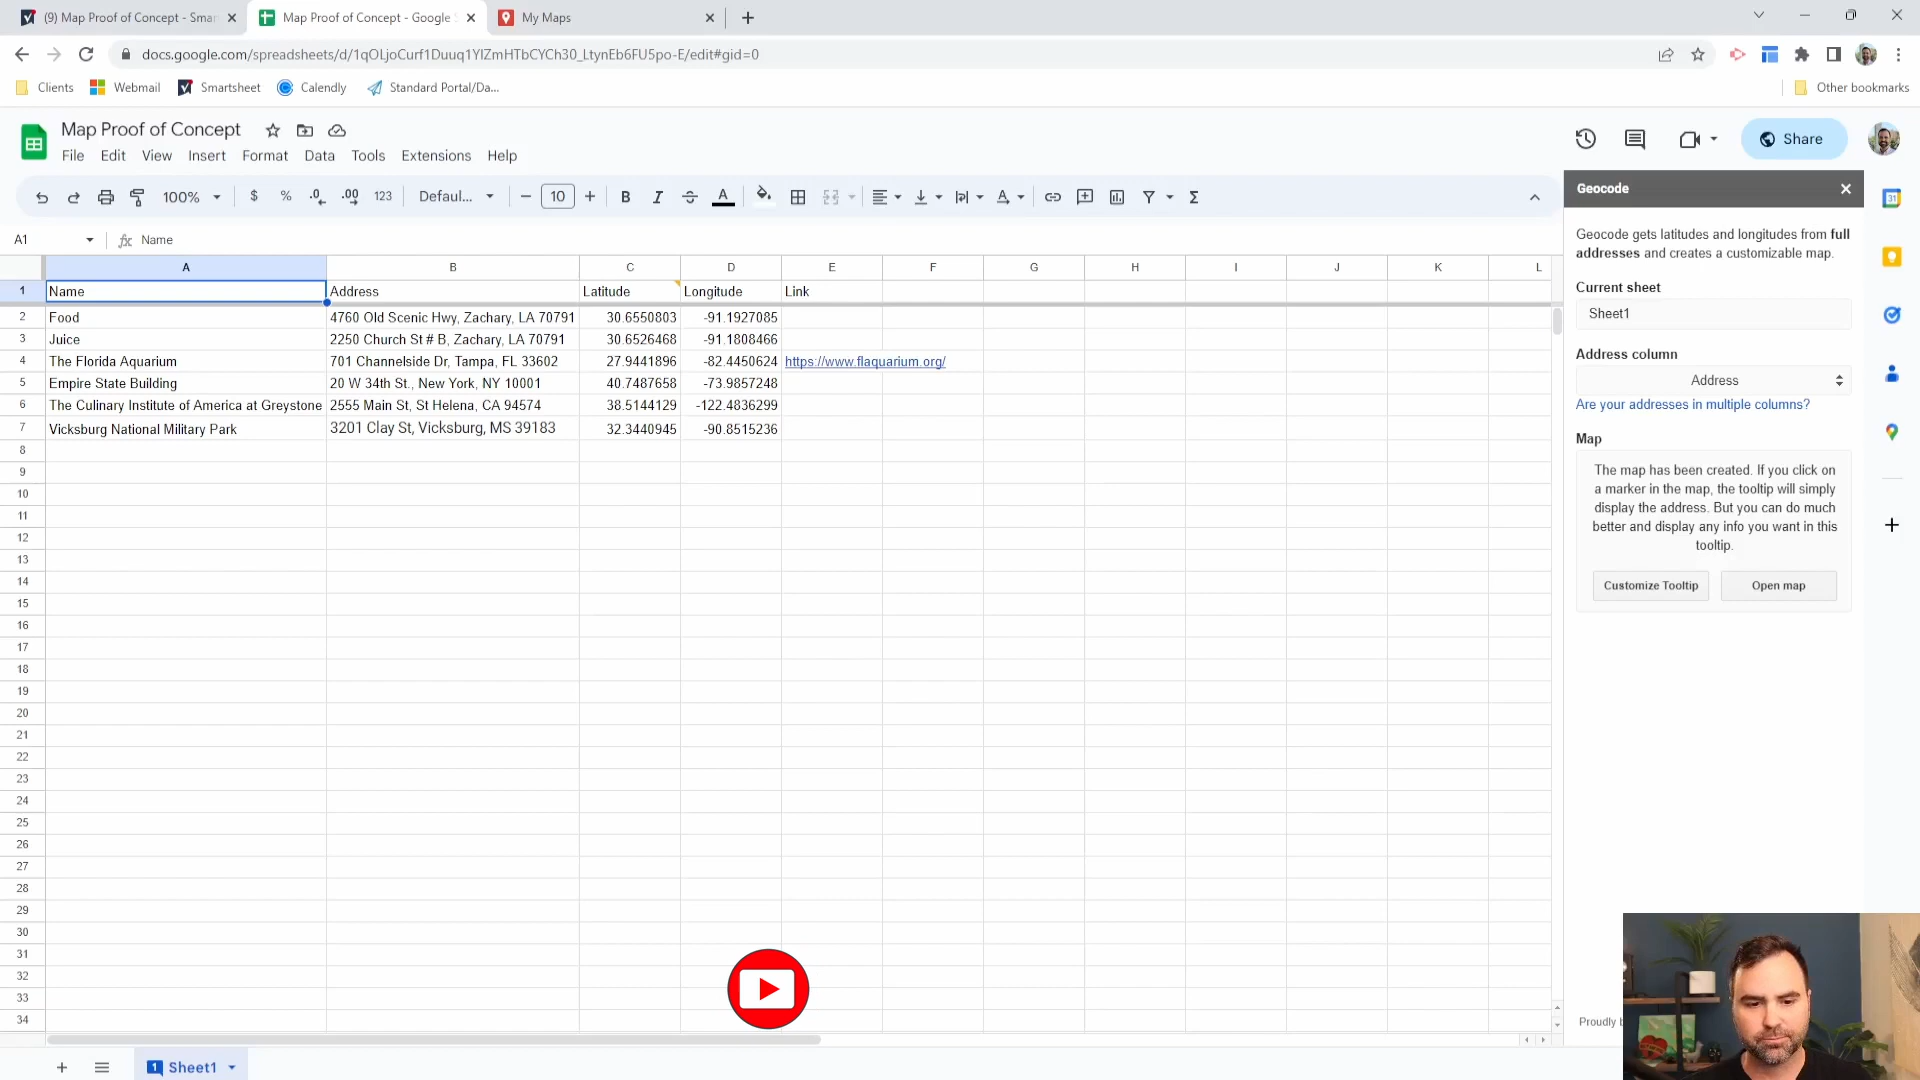 (9) Map Proof of Concept - Smar
Map Proof of Concept - Google S
My Maps
docs.google.com/spreadsheets/d/1qOLjoCurf1Duuq1YIZmHTbCYCh30_LtynEb6FU5po-E/edit#gid=0
Clients
Webmail
Smartsheet
Calendly
Standard Portal/Da...
Other bookmarks
Map Proof of Concept
File Edit View Insert Format Data Tools Extensions Help
Share
100% $ % .0 .00 123 Defaul... 10 B I A
A1
fx Name
A B C D E F G H I J K L
1 Name Address Latitude Longitude Link
2 Food 4760 Old Scenic Hwy, Zachary, LA 70791 30.6550803 -91.1927085
3 Juice 2250 Church St # B, Zachary, LA 70791 30.6526468 -91.1808466
4 The Florida Aquarium 701 Channelside Dr, Tampa, FL 33602 27.9441896 -82.4450624 https://www.flaquarium.org/
5 Empire State Building 20 W 34th St., New York, NY 10001 40.7487658 -73.9857248
6 The Culinary Institute of America at Greystone 2555 Main St, St Helena, CA 94574 38.5144129 -122.4836299
7 Vicksburg National Military Park 3201 Clay St, Vicksburg, MS 39183 32.3440945 -90.8515236
8
9
10
11
12
13
14
15
16
17
18
19
20
21
22
23
24
25
26
27
28
29
30
31
32
33
34
Geocode
Geocode gets latitudes and longitudes from full
addresses and creates a customizable map.
Current sheet
Sheet1
Address column
Address
Are your addresses in multiple columns?
Map
The map has been created. If you click on
a marker in the map, the tooltip will simply
display the address. But you can do much
better and display any info you want in this
tooltip.
Customize Tooltip
Open map
31
Proudly b
1 Sheet1